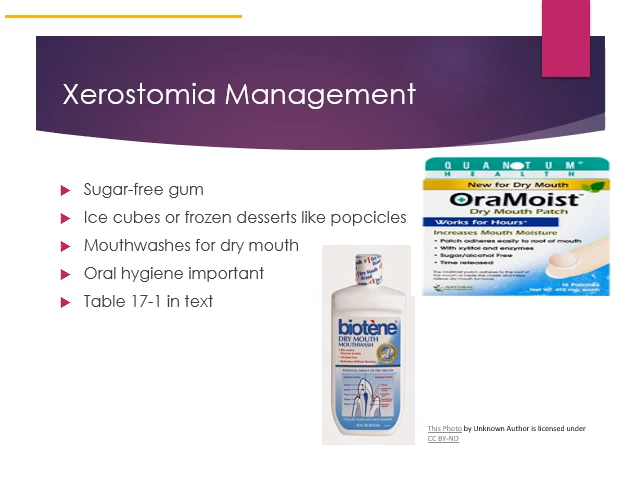 Xerostomia Management
Sugar-free gum
Ice cubes or frozen desserts like popcicles
Mouthwashes for dry mouth
Oral hygiene important
Table 17-1 in text
QUANTUM
HEALTH
New for Dry Mouth
OraMoist
Dry Mouth Patch
Works for Hours*
Increases Mouth Moisture
• Patch adheres easily to roof of mouth
• With xylitol and enzymes
• Sugar/alcohol Free
• Time released
16 Patches
biotène
DRY MOUTH
MOUTHWASH
This Photo by Unknown Author is licensed under
CC BY-ND